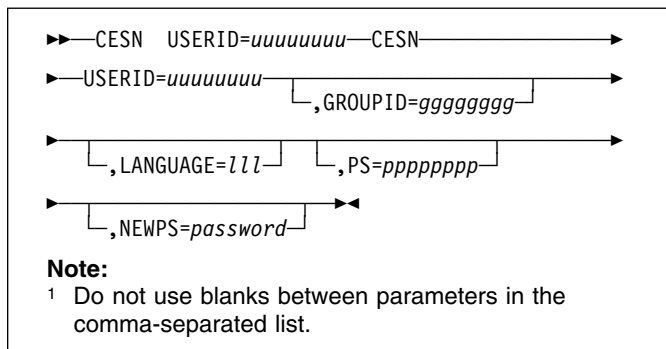 CESN USERID=uuuuuuuu CESN
USERID=uuuuuuuu ,GROUPID=gggggggg
,LANGUAGE=lll ,PS=pppppppp
,NEWPS=password
Note:
1 Do not use blanks between parameters in the
comma-separated list.